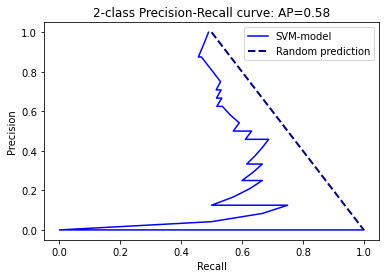 2-class Precision-Recall curve: AP=0.58
SVM-model
Random prediction
Precision
1.0
0.8
0.6
0.4
0.2
0.0
0.0 0.2 0.4 0.6 0.8 1.0
Recall